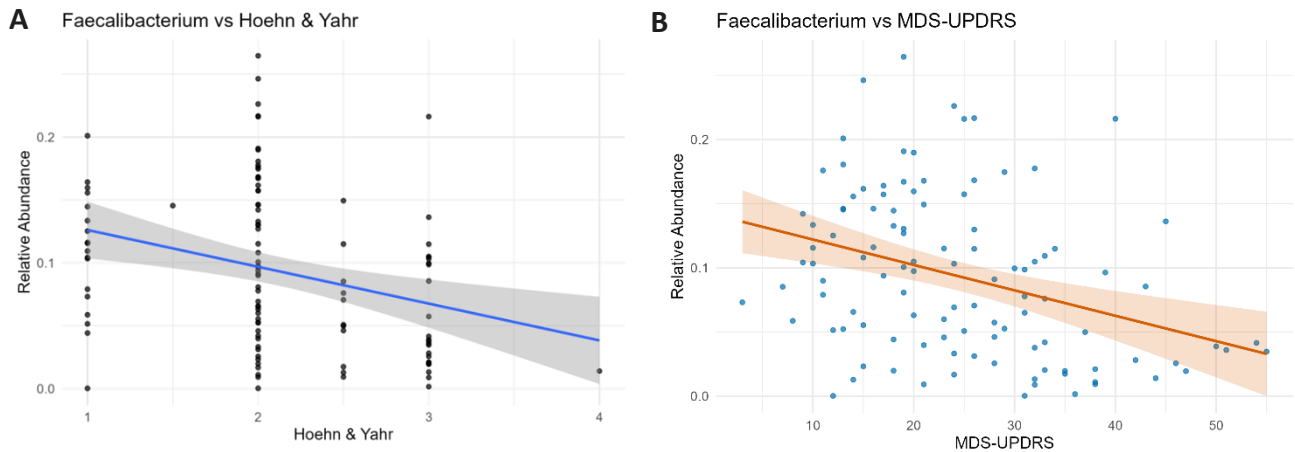 A
Faecalibacterium vs Hoehn & Yahr
Relative Abundance
0.2
0.1
0.0
1 2 3 4
Hoehn & Yahr
B
Faecalibacterium vs MDS-UPDRS
Relative Abundance
0.2
0.1
0.0
10 20 30 40 50
MDS-UPDRS